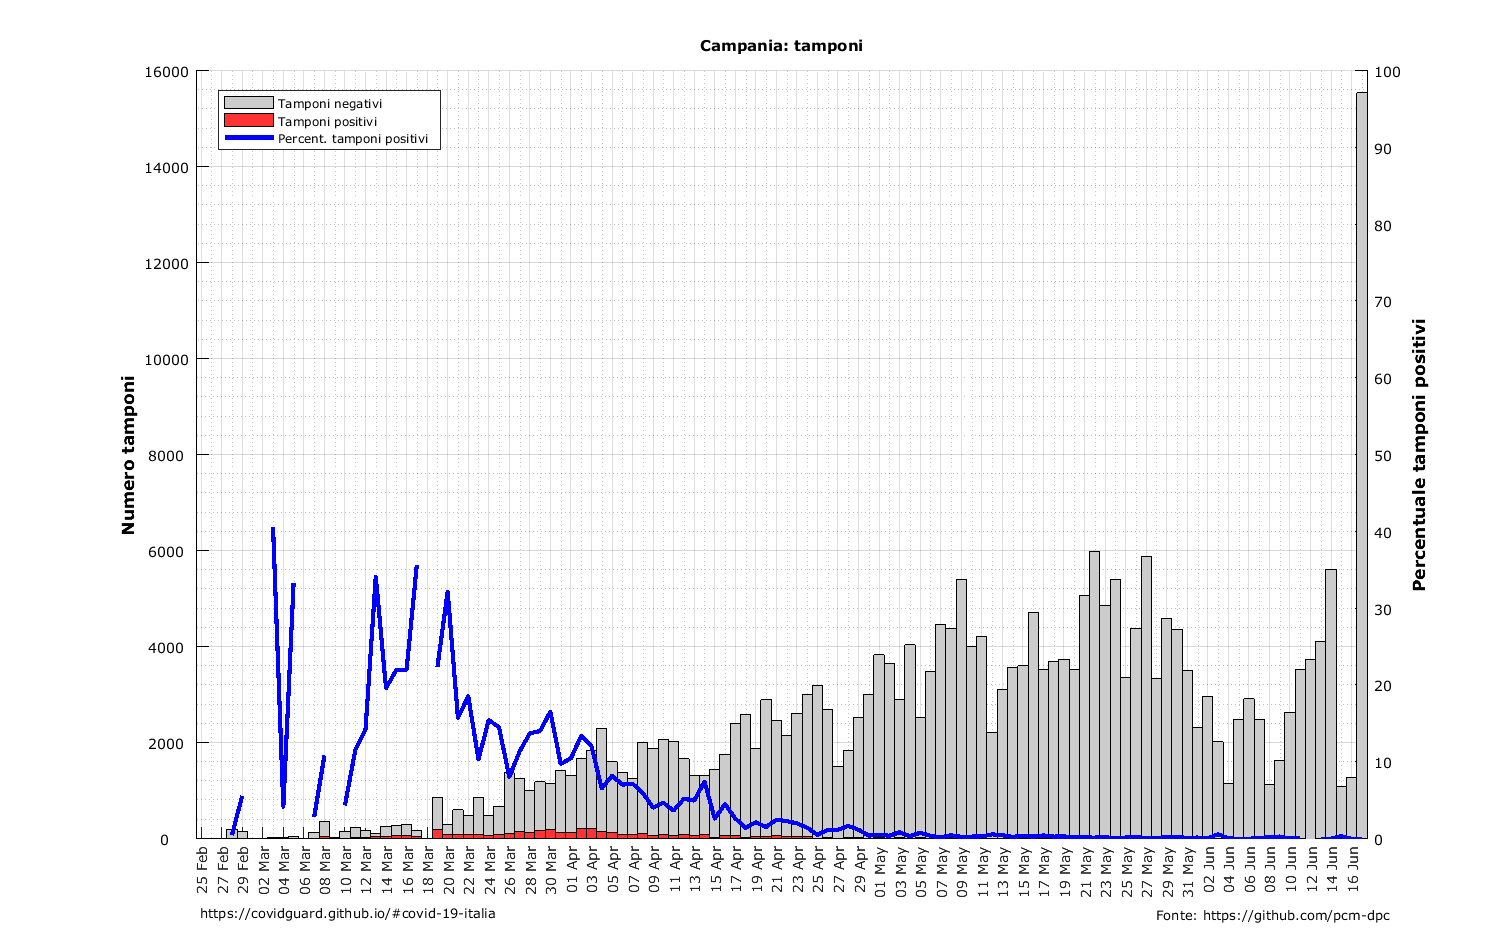 Campania: tamponi
Tamponi negativi
Tamponi positivi
Percent. tamponi positivi
Numero tamponi
16000
14000
12000
10000
8000
6000
4000
2000
0
Percentuale tamponi positivi
100
90
80
70
60
50
40
30
20
10
0
25 Feb
27 Feb
29 Feb
02 Mar
04 Mar
06 Mar
08 Mar
10 Mar
12 Mar
14 Mar
16 Mar
18 Mar
20 Mar
22 Mar
24 Mar
26 Mar
28 Mar
30 Mar
01 Apr
03 Apr
05 Apr
07 Apr
09 Apr
11 Apr
13 Apr
15 Apr
17 Apr
19 Apr
21 Apr
23 Apr
25 Apr
27 Apr
29 Apr
01 May
03 May
05 May
07 May
09 May
11 May
13 May
15 May
17 May
19 May
21 May
23 May
25 May
27 May
29 May
31 May
02 Jun
04 Jun
06 Jun
08 Jun
10 Jun
12 Jun
14 Jun
16 Jun
https://covidguard.github.io/#covid-19-italia
Fonte: https://github.com/pcm-dpc